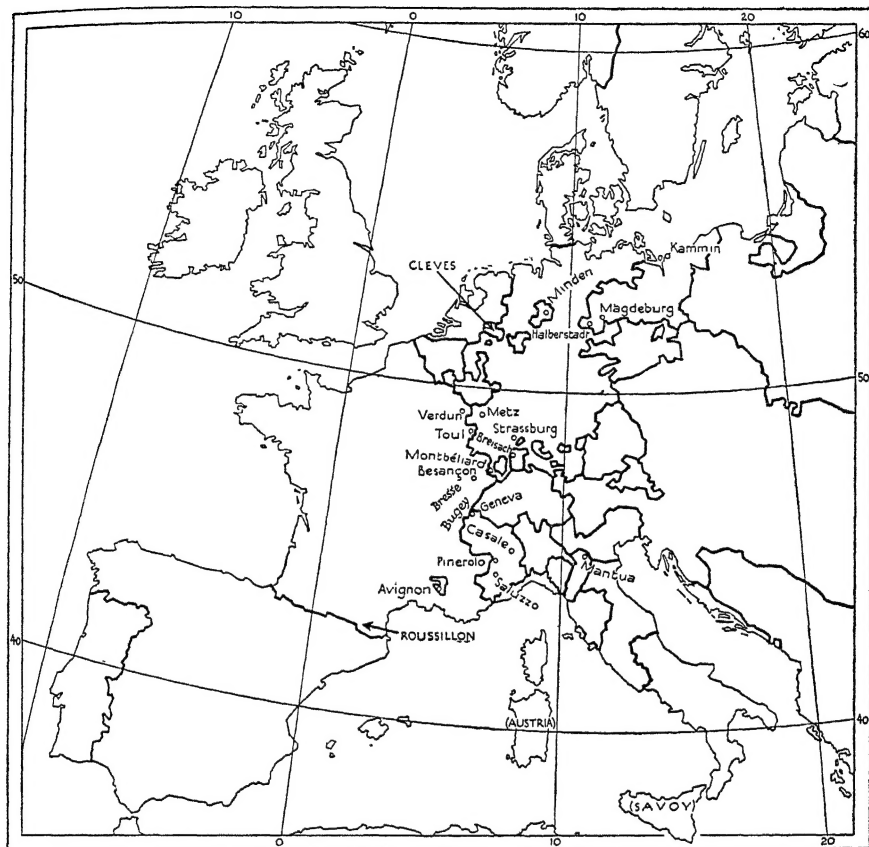 10
0
10
20
60
50
Kammin
CLEVES
Minden
Magdeburg
Halberstadt
50
Verdun
Metz
Strassburg
Toul
Breisach
Montbéliard
Besançon
Bresse
Bugey
Geneva
Casale
Pinerolo
Mantua
Saluzzo
Avignon
ROUSSILLON
40
(AUSTRIA)
40
(SAVOY)
0
10
20